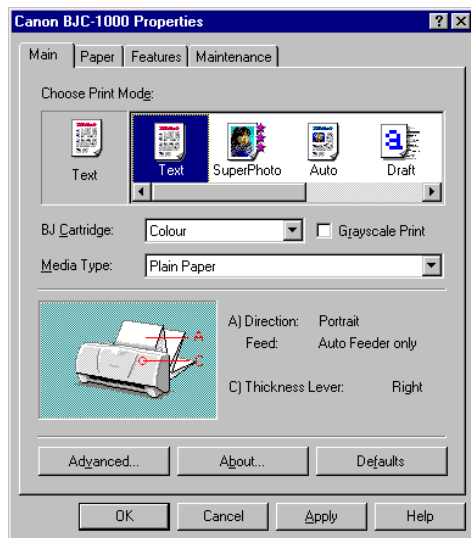 Canon BJC-1000 Properties
Main Paper Features Maintenance
Choose Print Mode:
Text
Text SuperPhoto Auto Draft
BJ Cartridge: Colour Grayscale Print
Media Type: Plain Paper
A) Direction: Portrait
A
Feed: Auto Feeder only
C
C) Thickness Lever: Right
Advanced... About... Defaults
OK Cancel Apply Help